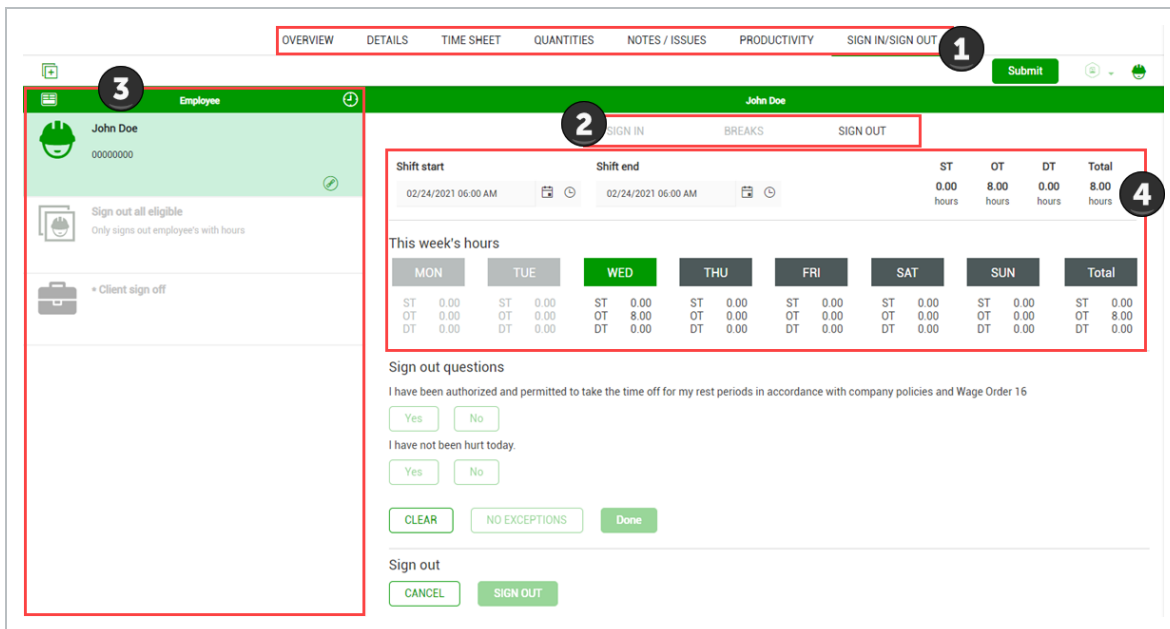 OVERVIEW DETAILS TIME SHEET QUANTITIES NOTES / ISSUES PRODUCTIVITY SIGN IN/SIGN OUT
1
Submit
3
Employee
John Doe
John Doe
00000000
Sign out all eligible
Only signs out employee's with hours
* Client sign off
2
SIGN IN BREAKS SIGN OUT
4
Shift start Shift end ST OT DT Total
02/24/2021 06:00 AM 02/24/2021 06:00 AM 0.00 8.00 0.00 8.00
hours hours hours hours
This week's hours
MON TUE WED THU FRI SAT SUN Total
ST 0.00 ST 0.00 ST 0.00 ST 0.00 ST 0.00 ST 0.00 ST 0.00 ST 0.00
OT 0.00 OT 0.00 OT 8.00 OT 0.00 OT 0.00 OT 0.00 OT 0.00 OT 8.00
DT 0.00 DT 0.00 DT 0.00 DT 0.00 DT 0.00 DT 0.00 DT 0.00 DT 0.00
Sign out questions
I have been authorized and permitted to take the time off for my rest periods in accordance with company policies and Wage Order 16
Yes No
I have not been hurt today.
Yes No
CLEAR NO EXCEPTIONS Done
Sign out
CANCEL SIGN OUT